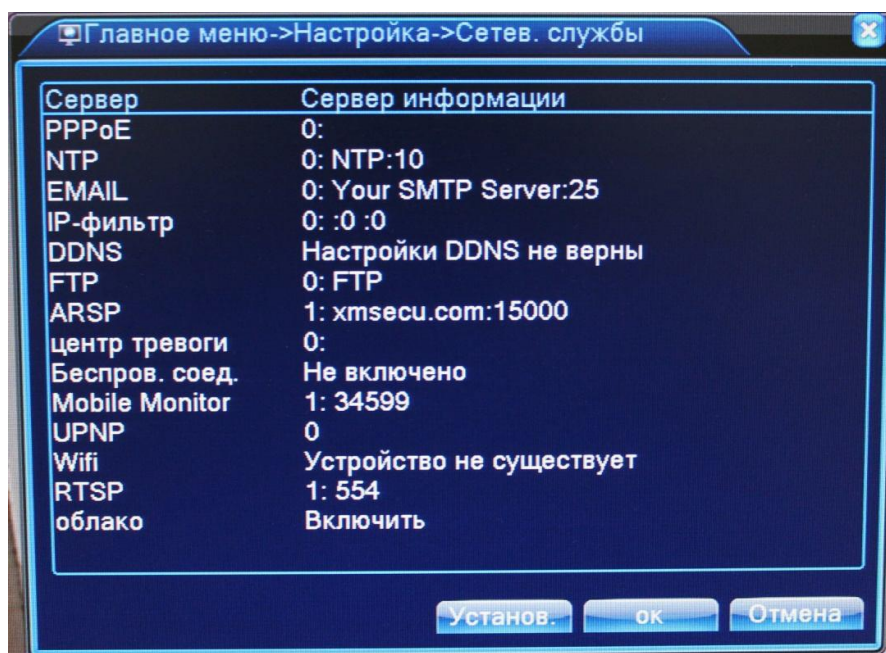 Главное меню->Настройка->Сетев. службы
Сервер Сервер информации
PPPoE 0:
NTP 0: NTP:10
EMAIL 0: Your SMTP Server:25
IP-фильтр 0: :0 :0
DDNS Настройки DDNS не верны
FTP 0: FTP
ARSP 1: xmsecu.com:15000
центр тревоги 0:
Беспров. соед. Не включено
Mobile Monitor 1: 34599
UPNP 0
Wifi Устройство не существует
RTSP 1: 554
облако Включить
Установ. ок Отмена